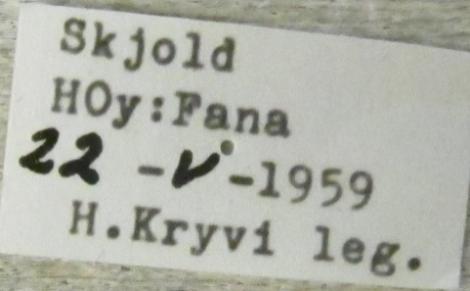 Skjold
HOy:Fana
22 -V-1959
H.Kryvi leg.